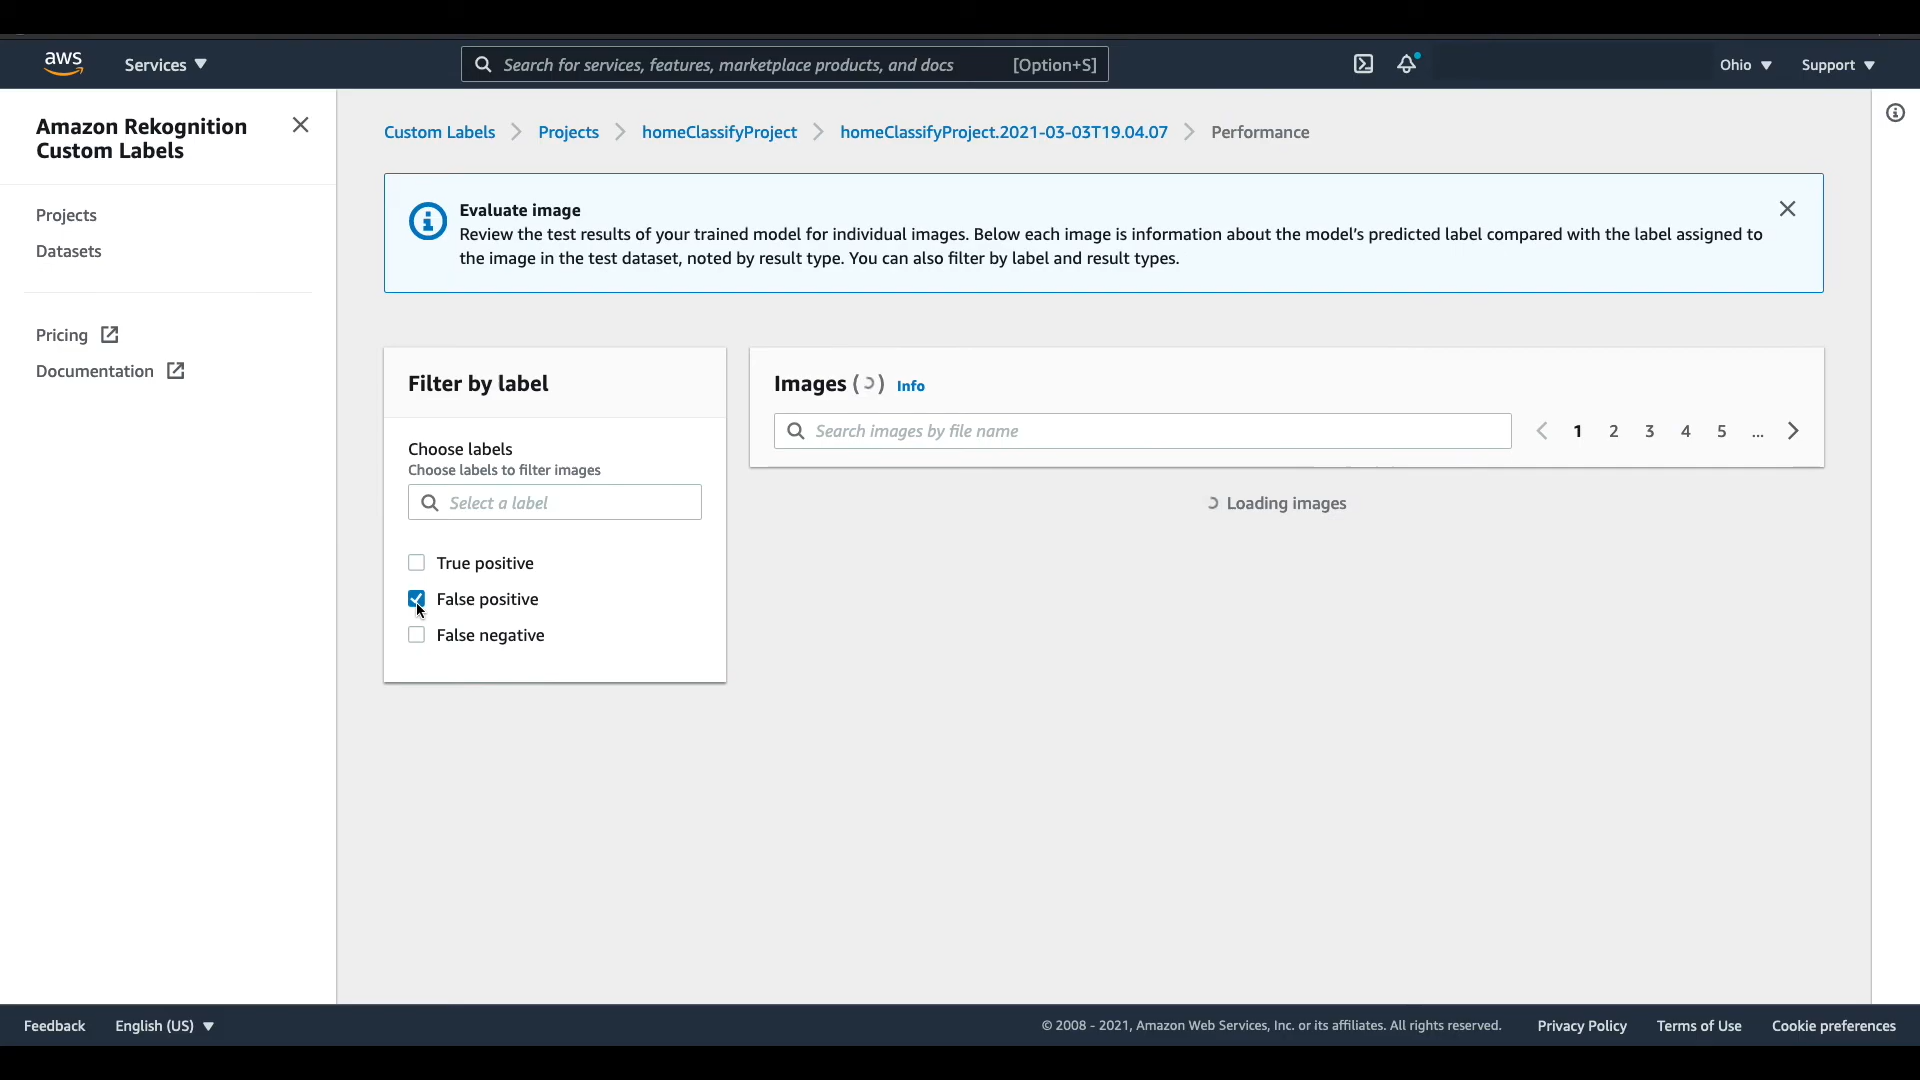 aws
Services
Search for services, features, marketplace products, and docs
[Option+S]
Ohio
Support
Amazon Rekognition
Custom Labels
Projects
Datasets
Pricing
Documentation
Custom Labels
Projects
homeClassifyProject
homeClassifyProject.2021-03-03T19.04.07
Performance
Evaluate image
Review the test results of your trained model for individual images. Below each image is information about the model's predicted label compared with the label assigned to
the image in the test dataset, noted by result type. You can also filter by label and result types.
Filter by label
Choose labels
Choose labels to filter images
Select a label
True positive
False positive
False negative
Images ( ) Info
Search images by file name
1 2 3 4 5 ...
Loading images
Feedback
English (US)
© 2008 - 2021, Amazon Web Services, Inc. or its affiliates. All rights reserved.
Privacy Policy
Terms of Use
Cookie preferences